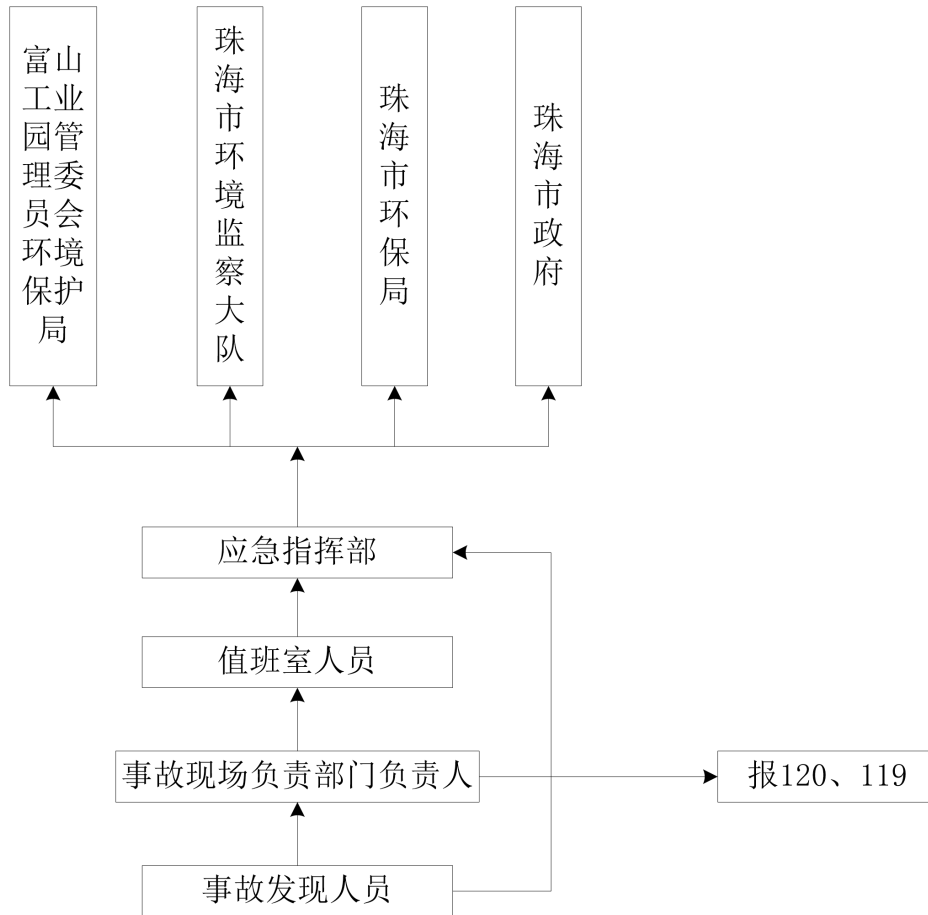 富山工业园管理委员会环境保护局
珠海市环境监察大队
珠海市环保局
珠海市政府
应急指挥部
值班室人员
事故现场负责部门负责人
报120、119
事故发现人员